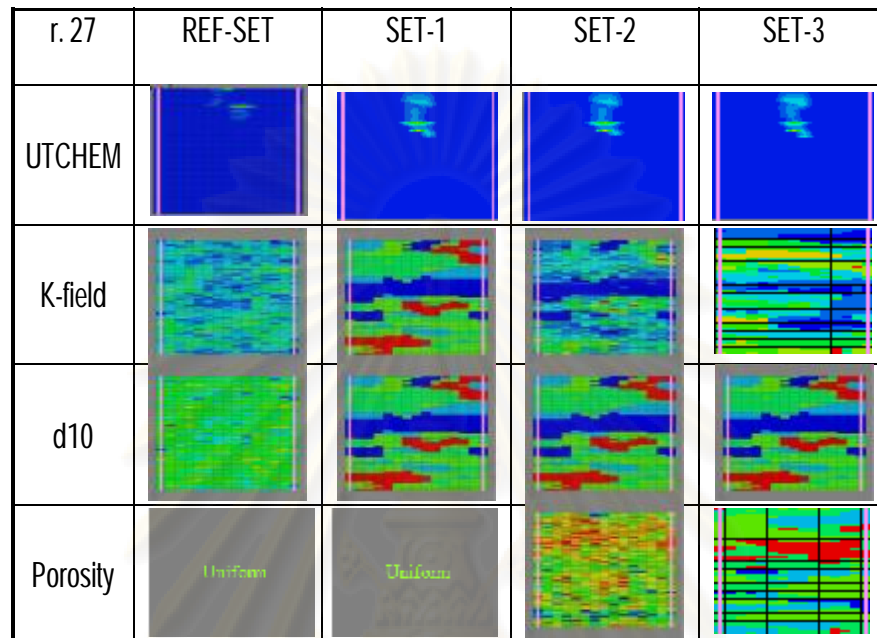 r. 27 REF-SET SET-1 SET-2 SET-3
UTCHEM
K-field
d10
Porosity Uniform Uniform